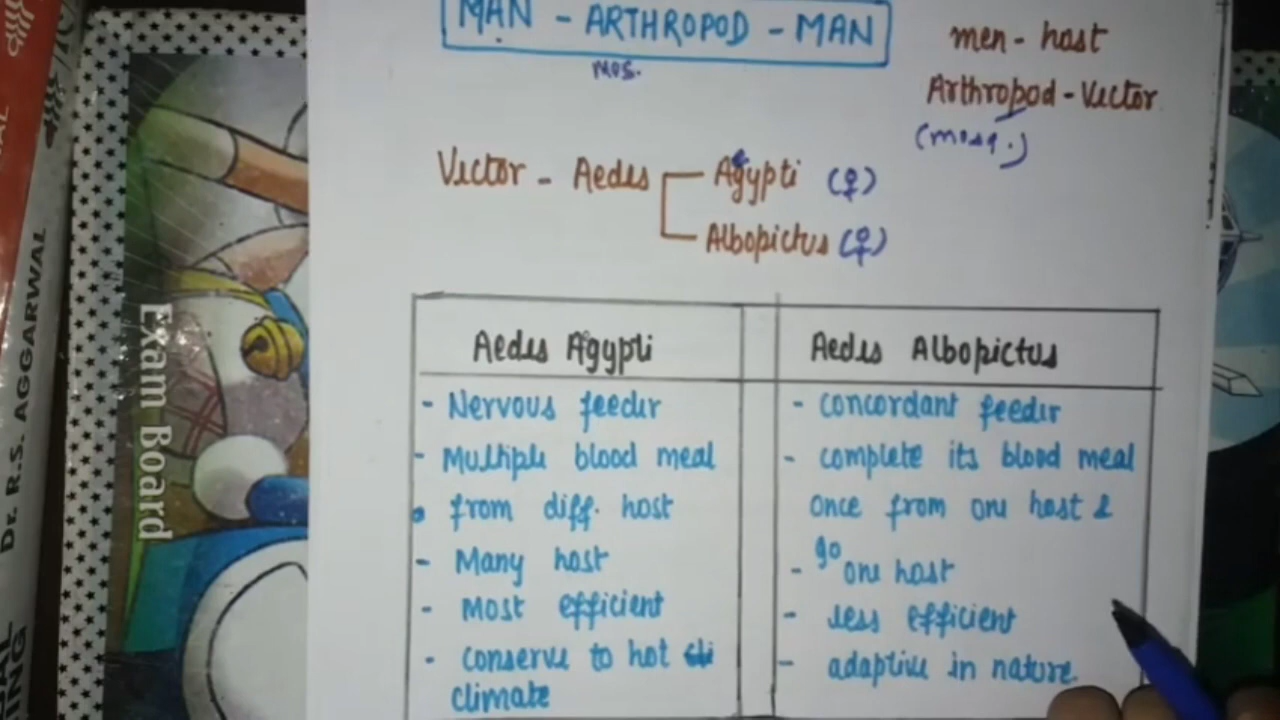 MAN - ARTHROPOD - MAN
mos.
men - host
Arthropod - Vector
(mosq.)
Vector - Aedes
Agypti (♀)
Albopictus (♀)
Aedes Agypti
- Nervous feeder
- Multiple blood meal
from diff. host
- Many host
- Most efficient
- conserve to hot
climate
Aedes Albopictus
- concordant feeder
- complete its blood meal
once from one host &
go
- one host
- less efficient
- adaptive in nature.
Exam Board
DR. R.S. AGGARWAL